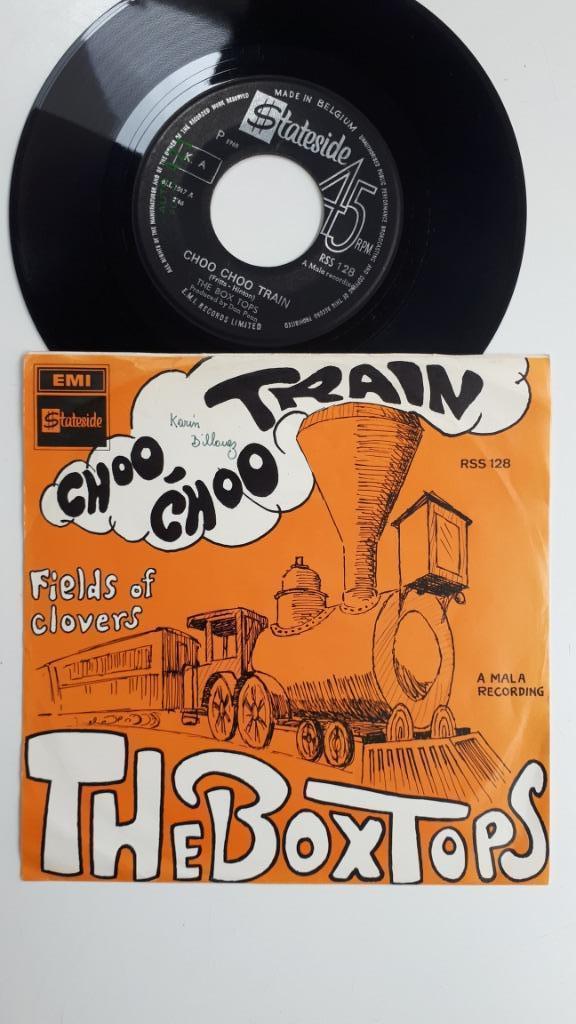 MADE IN BELGIUM
Stateside
45
RPM
P 1968
K A
RSS 128
A Mala recording
CHOO CHOO TRAIN
(Fritts - Hinton)
THE BOX TOPS
Produced by Dan Penn
E.M.I. RECORDS LIMITED
EMI
Stateside
TRAIN
CHOO, CHOO
Karin
RSS 128
Fields of
clovers
A MALA
RECORDING
THE BOX TOPS